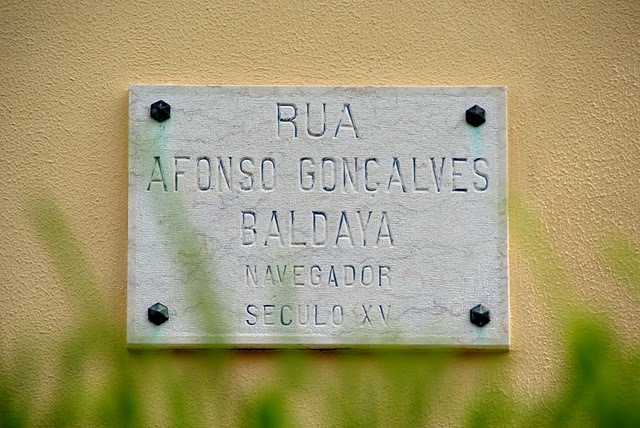 RUA
AFONSO GONÇALVES
BALDAYA
NAVEGADOR
SECULO XV